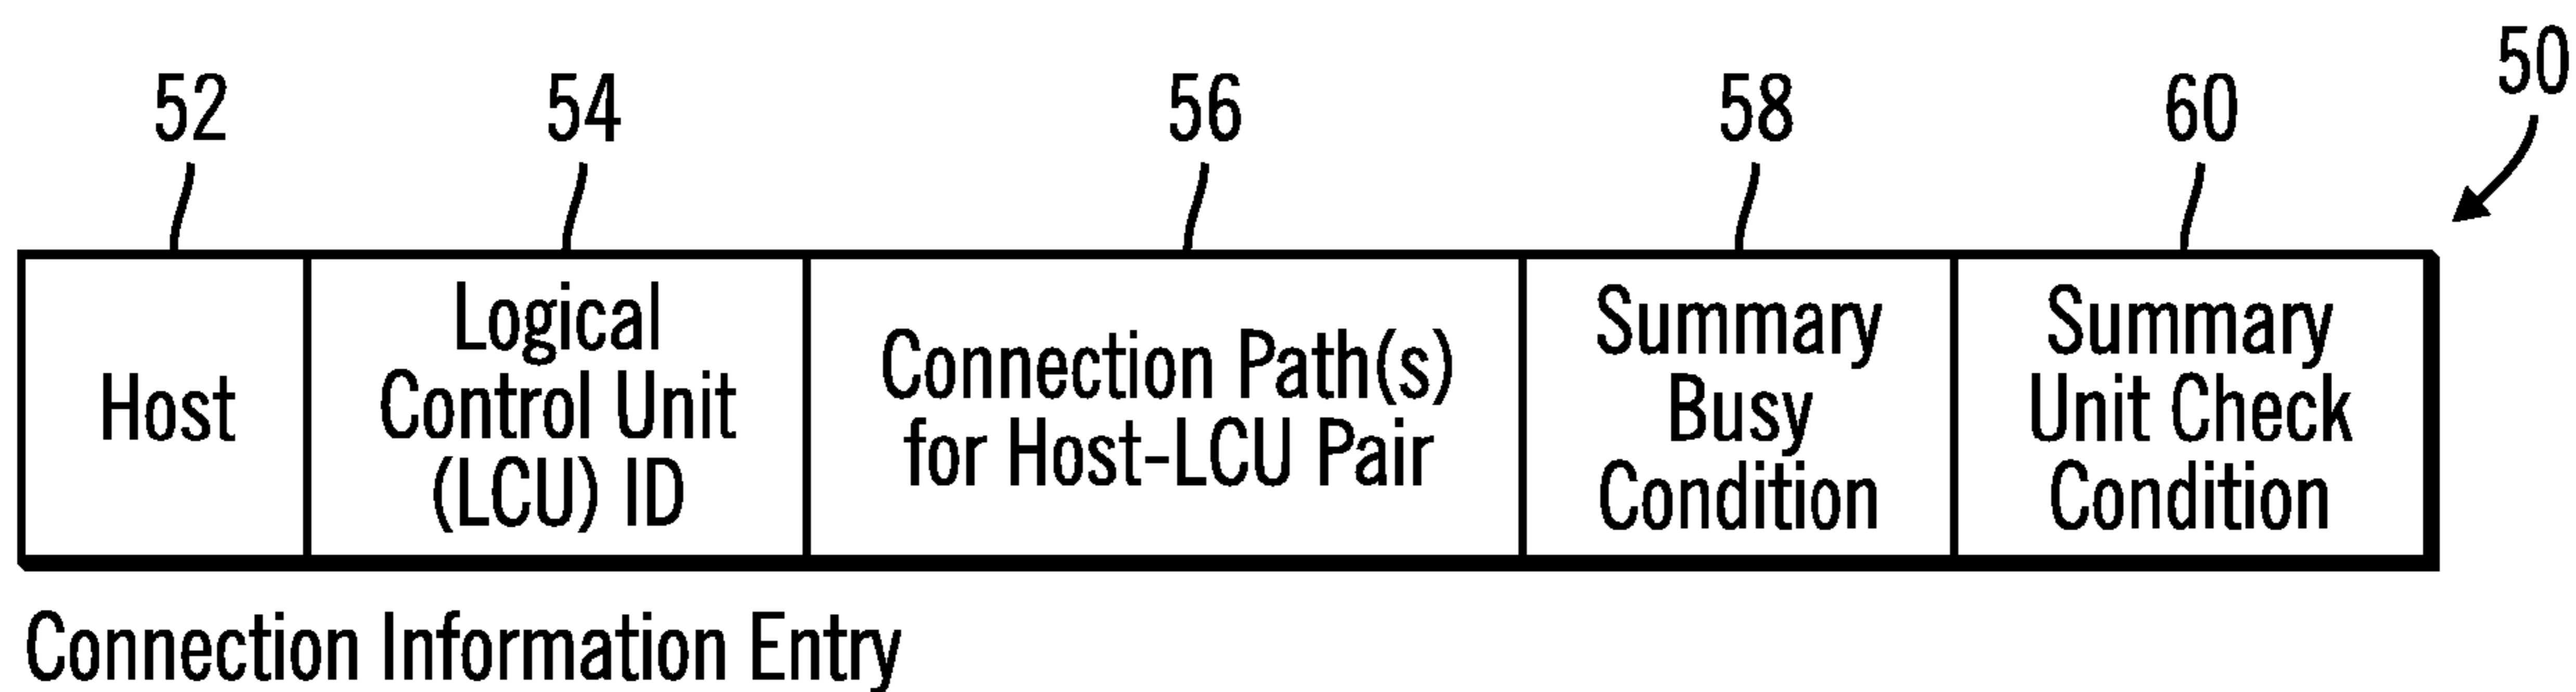 50
52 54 56 58 60
Host
Logical
Control Unit
(LCU) ID
Connection Path(s)
for Host-LCU Pair
Summary
Busy
Condition
Summary
Unit Check
Condition
Connection Information Entry